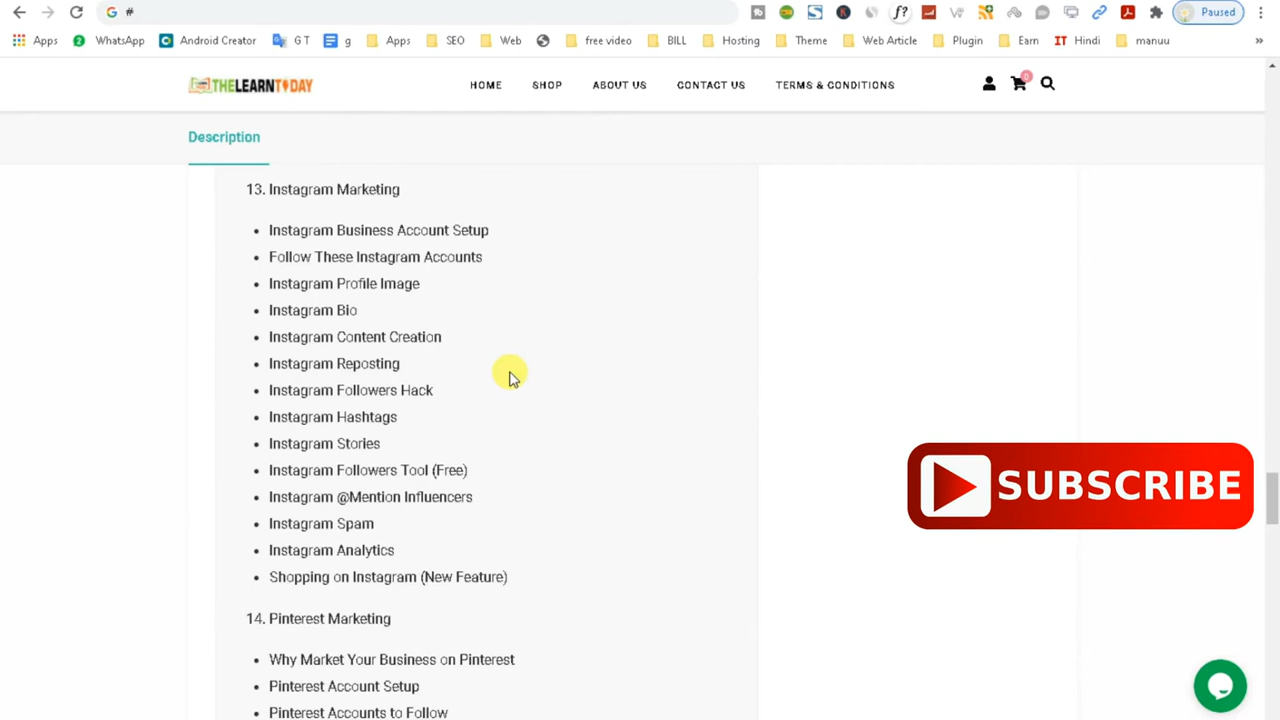 #
Paused
Apps
WhatsApp
Android Creator
G T
g
Apps
SEO
Web
free video
BILL
Hosting
Theme
Web Article
Plugin
Earn
IT Hindi
manuu
»
THELEARNTODAY
HOME
SHOP
ABOUT US
CONTACT US
TERMS & CONDITIONS
0
Description
13. Instagram Marketing
• Instagram Business Account Setup
• Follow These Instagram Accounts
• Instagram Profile Image
• Instagram Bio
• Instagram Content Creation
• Instagram Reposting
• Instagram Followers Hack
• Instagram Hashtags
• Instagram Stories
• Instagram Followers Tool (Free)
• Instagram @Mention Influencers
• Instagram Spam
• Instagram Analytics
• Shopping on Instagram (New Feature)
SUBSCRIBE
14. Pinterest Marketing
• Why Market Your Business on Pinterest
• Pinterest Account Setup
• Pinterest Accounts to Follow